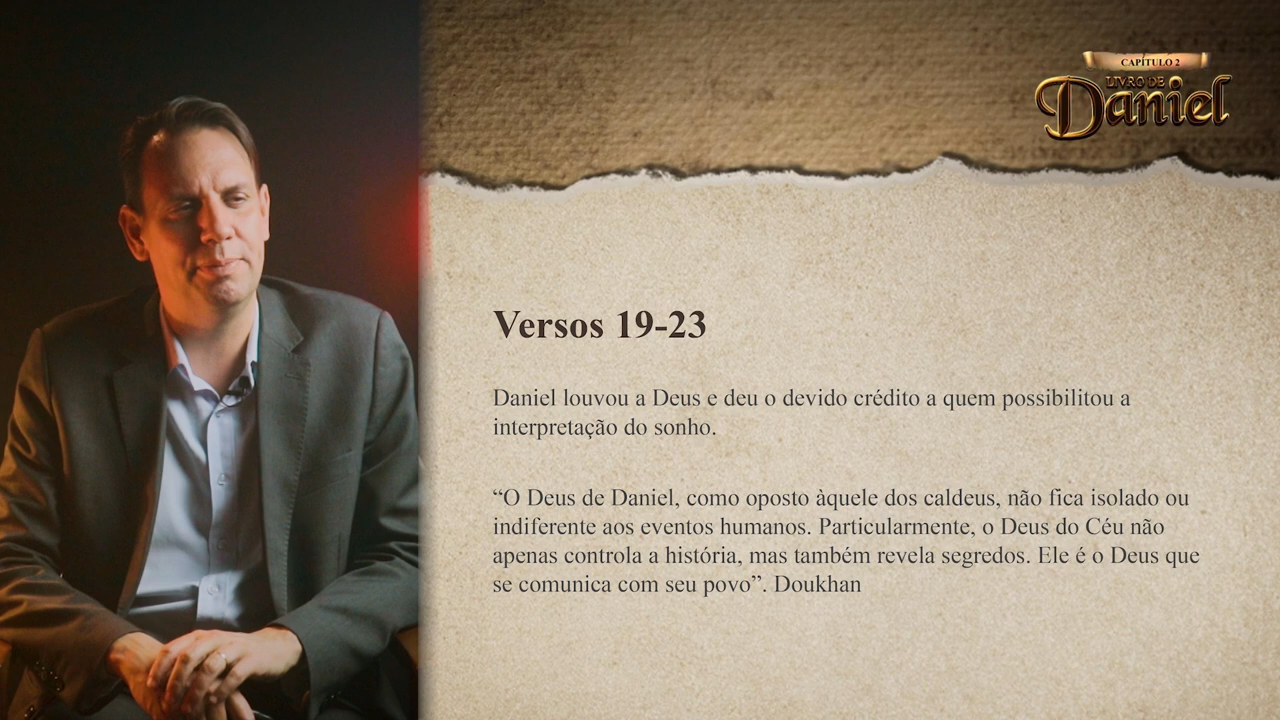 CAPÍTULO 2
LIVRO DE
Daniel
Versos 19-23
Daniel louvou a Deus e deu o devido crédito a quem possibilitou a
interpretação do sonho.
“O Deus de Daniel, como oposto àquele dos caldeus, não fica isolado ou
indiferente aos eventos humanos. Particularmente, o Deus do Céu não
apenas controla a história, mas também revela segredos. Ele é o Deus que
se comunica com seu povo”. Doukhan